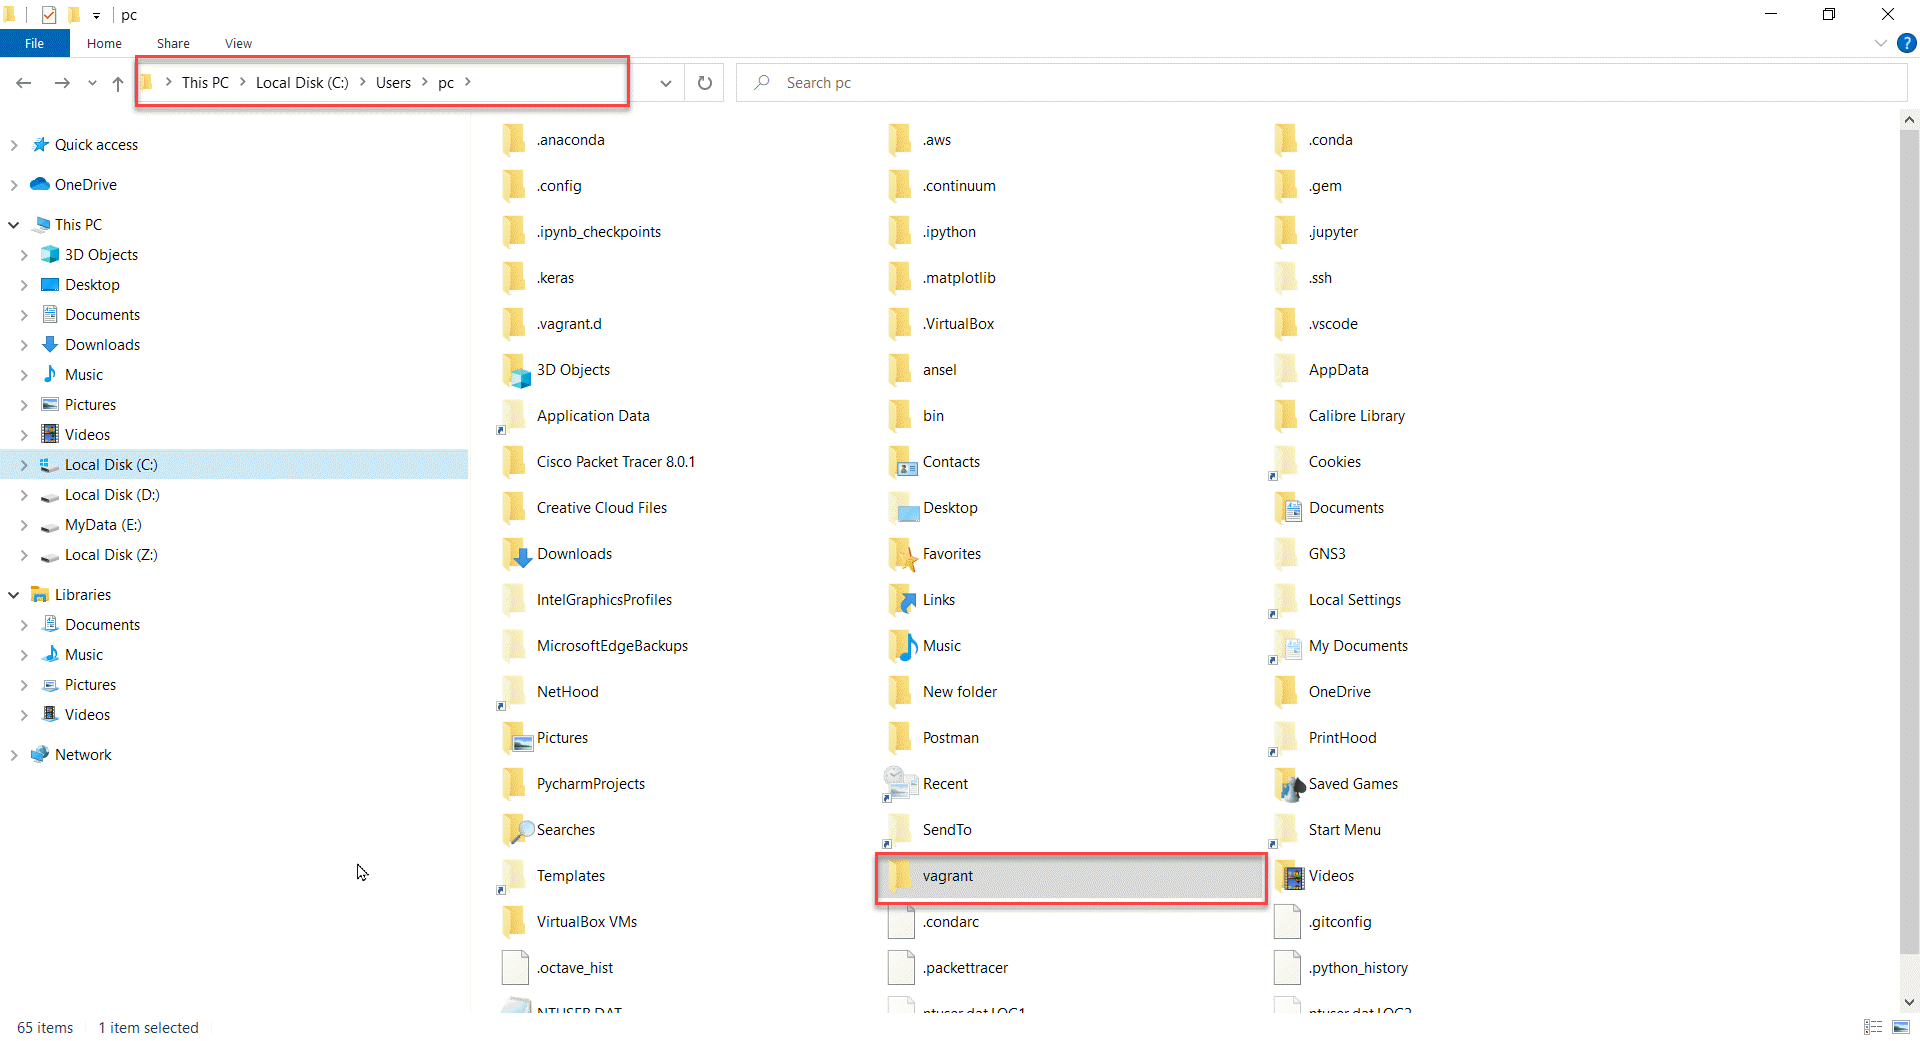 pc
File Home Share View
?
This PC Local Disk (C:) Users pc
Search pc
Quick access
OneDrive
This PC
3D Objects
Desktop
Documents
Downloads
Music
Pictures
Videos
Local Disk (C:)
Local Disk (D:)
MyData (E:)
Local Disk (Z:)
Libraries
Documents
Music
Pictures
Videos
Network
.anaconda .aws .conda
.config .continuum .gem
.ipynb_checkpoints .ipython .jupyter
.keras .matplotlib .ssh
.vagrant.d .VirtualBox .vscode
3D Objects ansel AppData
Application Data bin Calibre Library
Cisco Packet Tracer 8.0.1 Contacts Cookies
Creative Cloud Files Desktop Documents
Downloads Favorites GNS3
IntelGraphicsProfiles Links Local Settings
MicrosoftEdgeBackups Music My Documents
NetHood New folder OneDrive
Pictures Postman PrintHood
PycharmProjects Recent Saved Games
Searches SendTo Start Menu
Templates vagrant Videos
VirtualBox VMs .condarc .gitconfig
.octave_hist .packettracer .python_history
NTUSER.DAT ntuser.dat.LOG1 ntuser.dat.LOG2
65 items 1 item selected